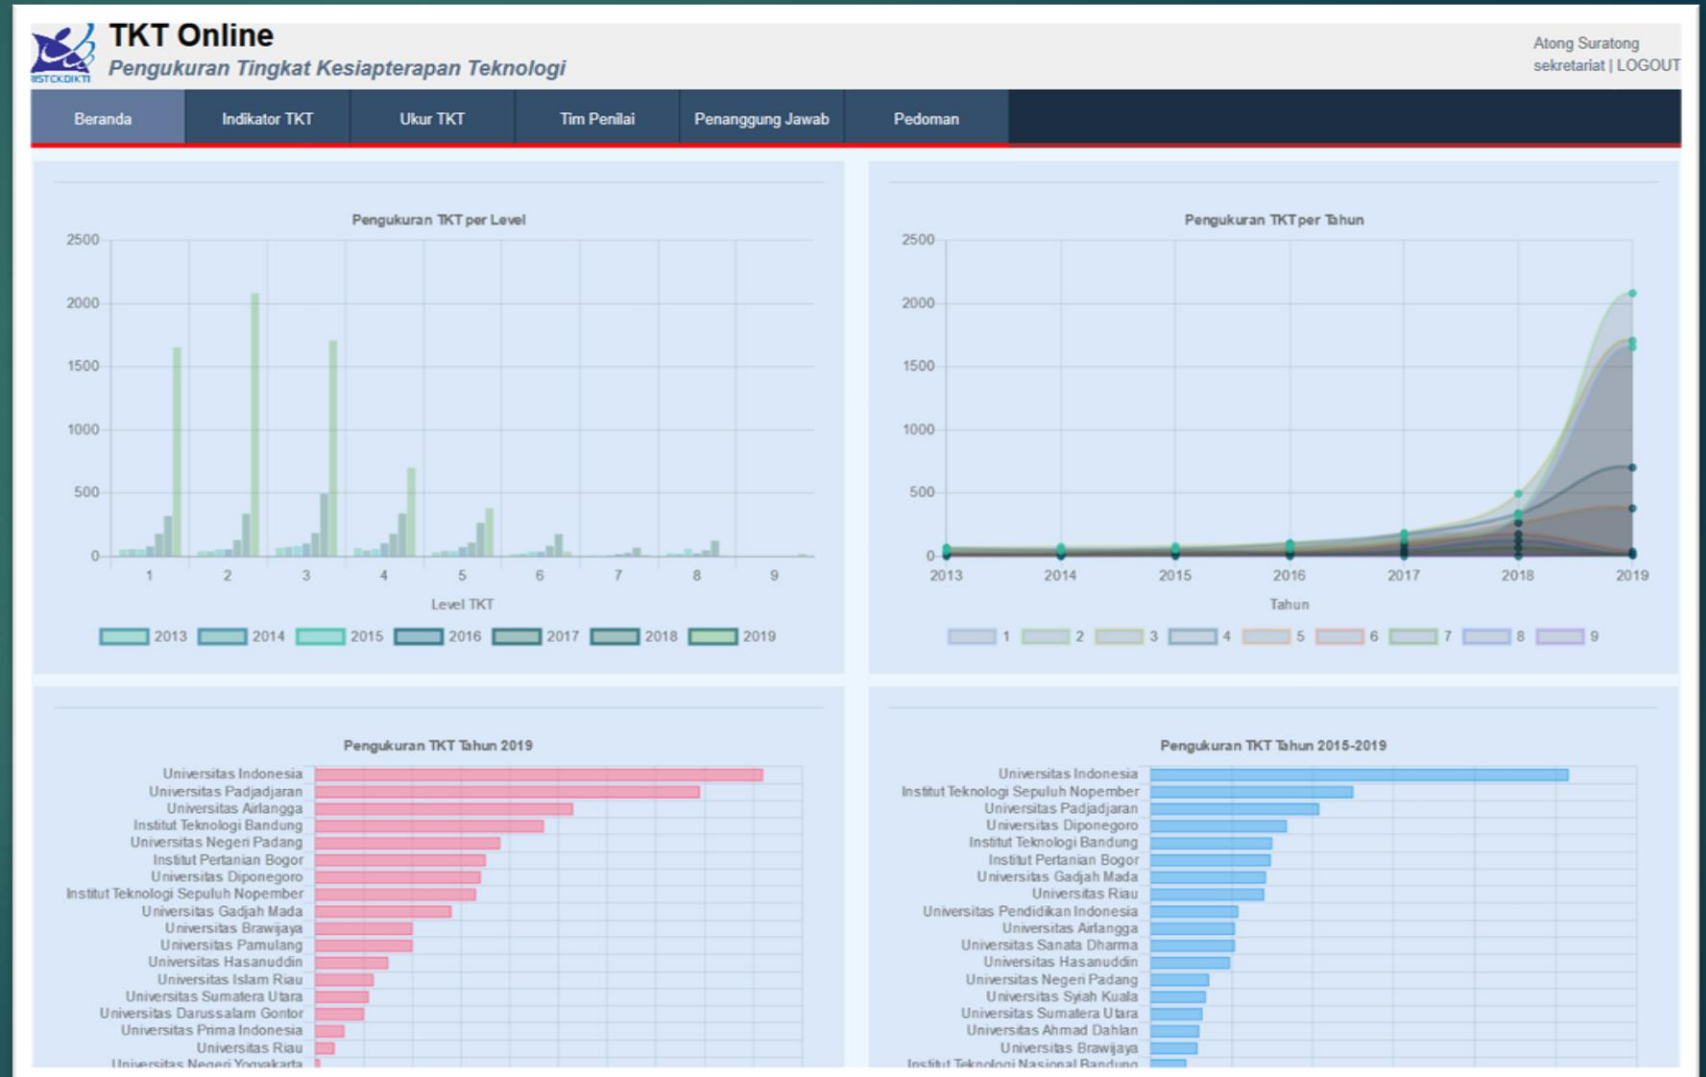 TKT Online
Pengukuran Tingkat Kesiapterapan Teknologi
RISTEKDIKTI
Atong Suratong
sekretariat | LOGOUT
Beranda
Indikator TKT
Ukur TKT
Tim Penilai
Penanggung Jawab
Pedoman
Pengukuran TKT per Level
2500
2000
1500
1000
500
0
1 2 3 4 5 6 7 8 9
Level TKT
2013 2014 2015 2016 2017 2018 2019
Pengukuran TKT per Tahun
2500
2000
1500
1000
500
0
2013 2014 2015 2016 2017 2018 2019
Tahun
1 2 3 4 5 6 7 8 9
Pengukuran TKT Tahun 2019
Universitas Indonesia
Universitas Padjadjaran
Universitas Airlangga
Institut Teknologi Bandung
Universitas Negeri Padang
Institut Pertanian Bogor
Universitas Diponegoro
Institut Teknologi Sepuluh Nopember
Universitas Gadjah Mada
Universitas Brawijaya
Universitas Pamulang
Universitas Hasanuddin
Universitas Islam Riau
Universitas Sumatera Utara
Universitas Darussalam Gontor
Universitas Prima Indonesia
Universitas Riau
Universitas Negeri Yogyakarta
Pengukuran TKT Tahun 2015-2019
Universitas Indonesia
Institut Teknologi Sepuluh Nopember
Universitas Padjadjaran
Universitas Diponegoro
Institut Teknologi Bandung
Institut Pertanian Bogor
Universitas Gadjah Mada
Universitas Riau
Universitas Pendidikan Indonesia
Universitas Airlangga
Universitas Sanata Dharma
Universitas Hasanuddin
Universitas Negeri Padang
Universitas Syiah Kuala
Universitas Sumatera Utara
Universitas Ahmad Dahlan
Universitas Brawijaya
Institut Teknologi Nasional Bandung